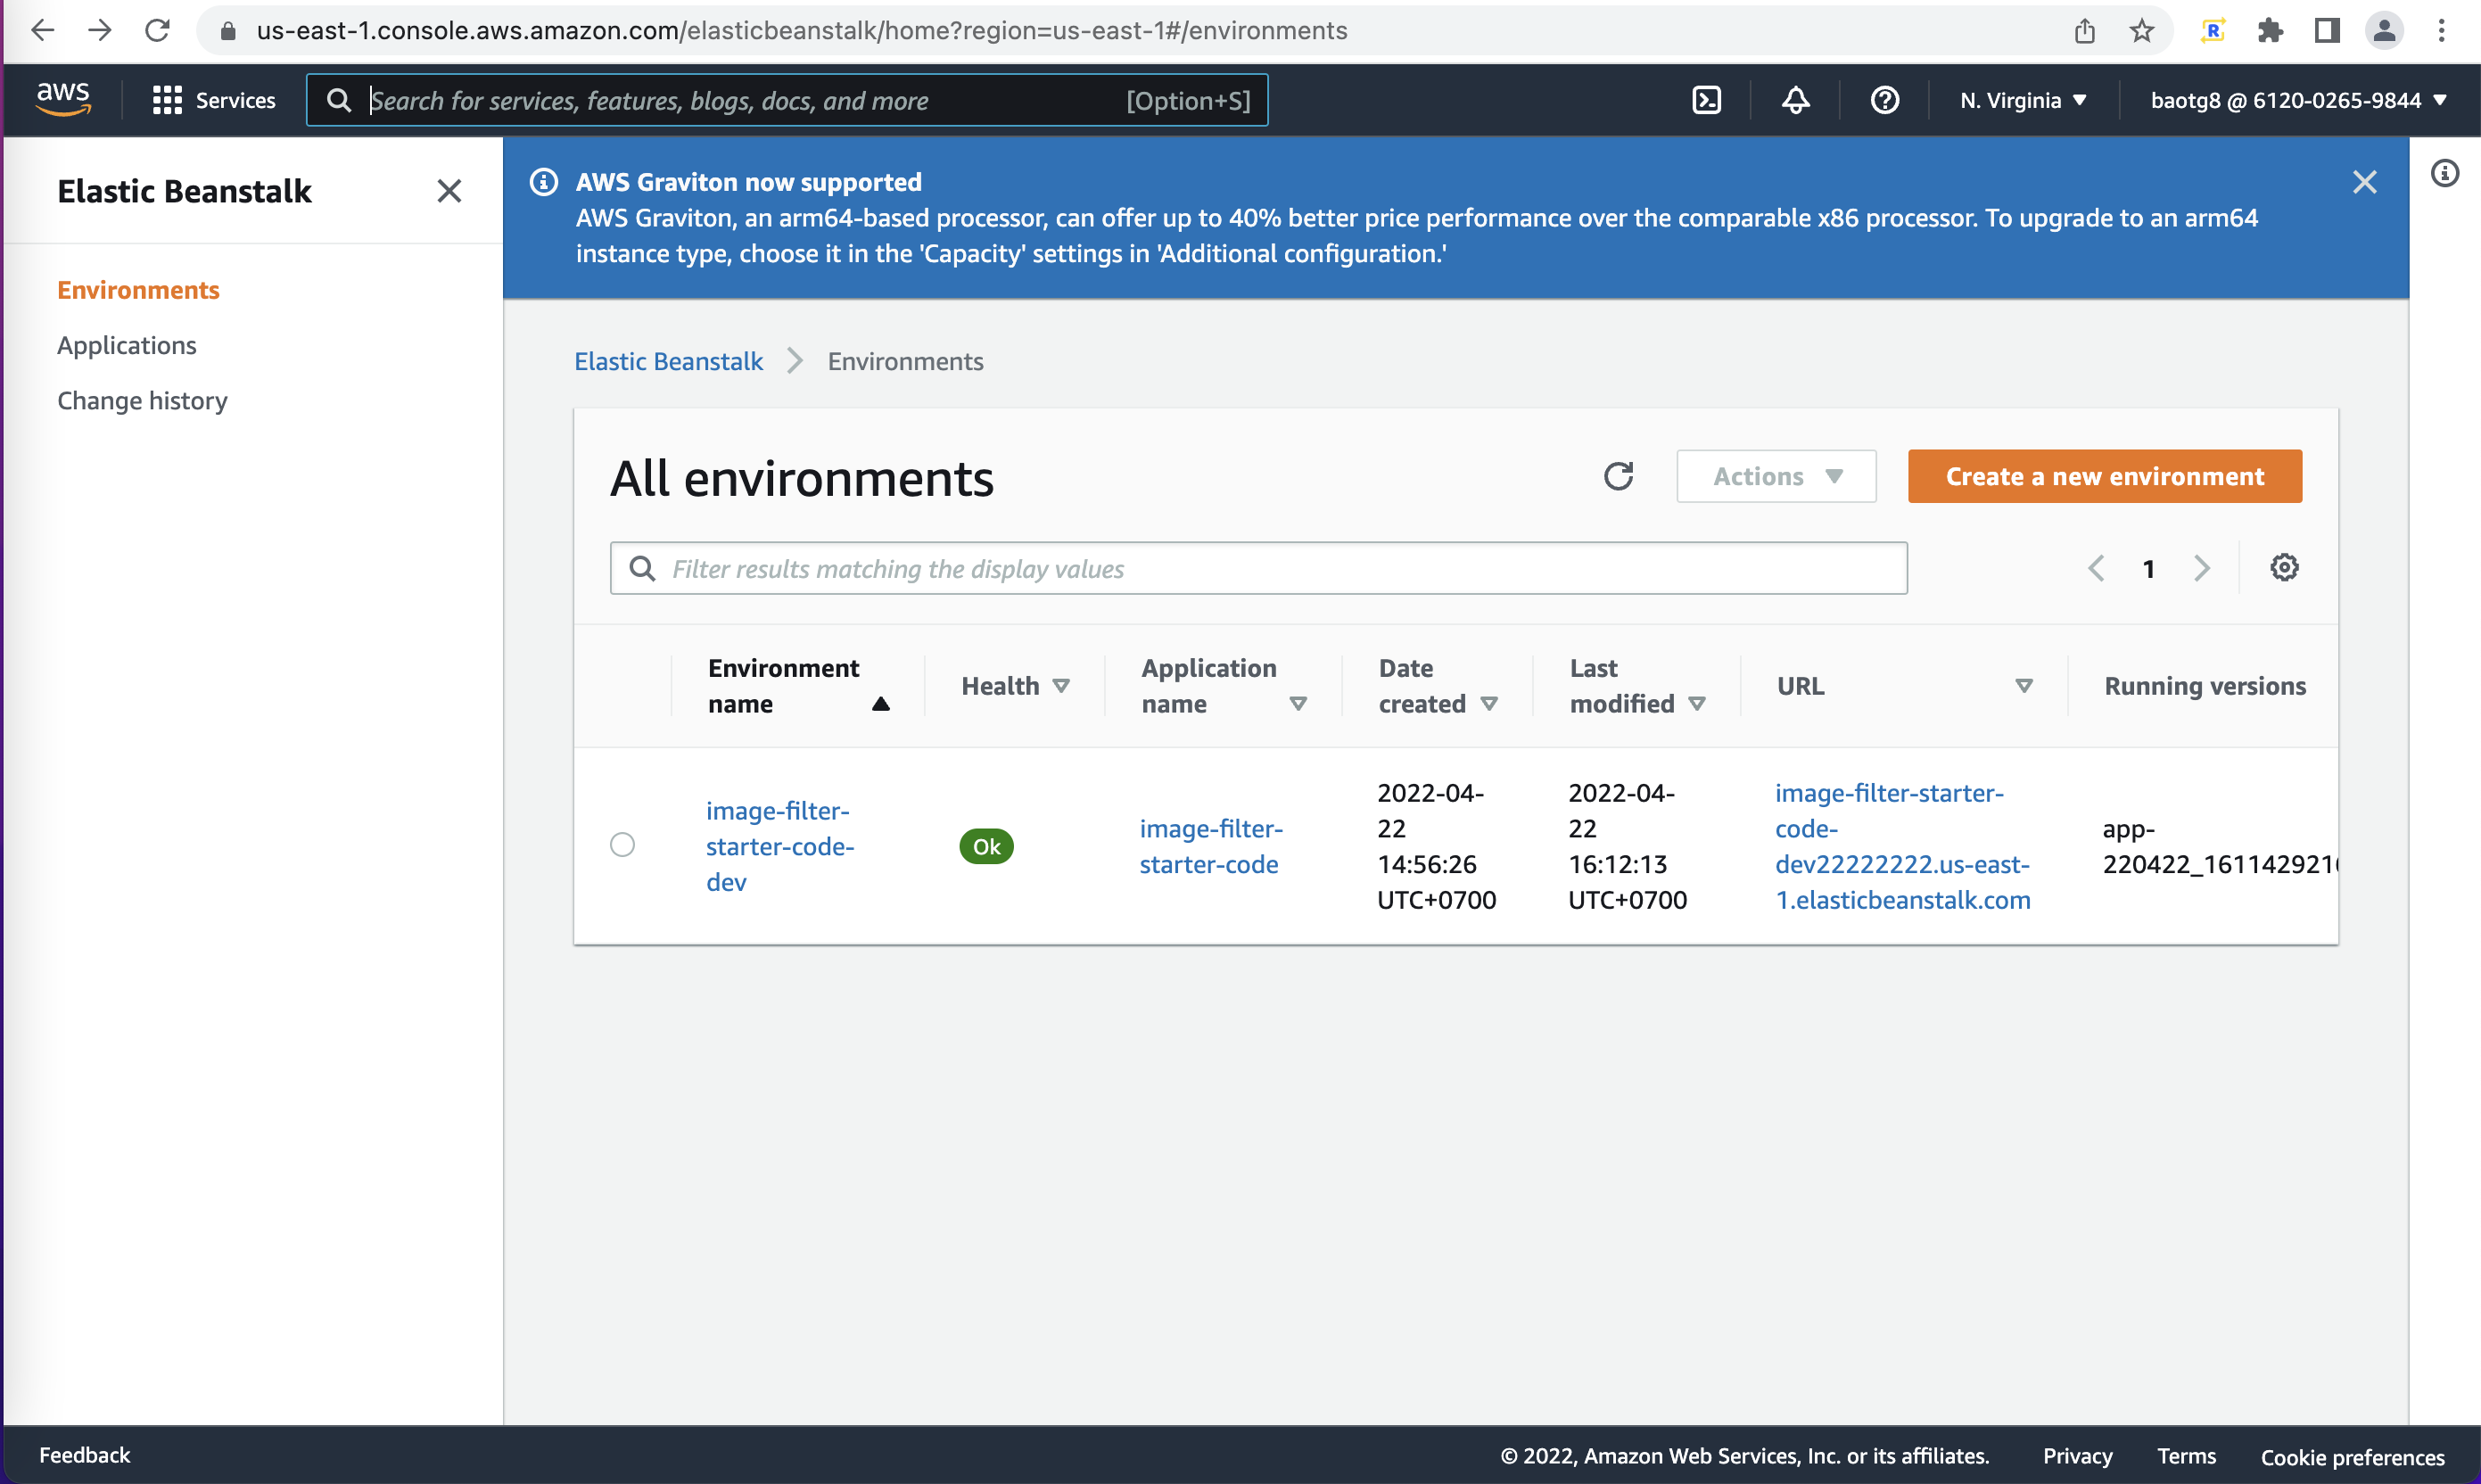 us-east-1.console.aws.amazon.com/elasticbeanstalk/home?region=us-east-1#/environments
R
aws
Services
Search for services, features, blogs, docs, and more
[Option+S]
N. Virginia
baotg8 @ 6120-0265-9844
Elastic Beanstalk
Environments
Applications
Change history
AWS Graviton now supported
AWS Graviton, an arm64-based processor, can offer up to 40% better price performance over the comparable x86 processor. To upgrade to an arm64
instance type, choose it in the 'Capacity' settings in 'Additional configuration.'
Elastic Beanstalk
Environments
All environments
Actions
Create a new environment
Filter results matching the display values
1
Environment
name
Health
Application
name
Date
created
Last
modified
URL
Running versions
image-filter-
starter-code-
dev
Ok
image-filter-
starter-code
2022-04-
22
14:56:26
UTC+0700
2022-04-
22
16:12:13
UTC+0700
image-filter-starter-
code-
dev22222222.us-east-
1.elasticbeanstalk.com
app-
220422_161142921
Feedback
© 2022, Amazon Web Services, Inc. or its affiliates.
Privacy
Terms
Cookie preferences